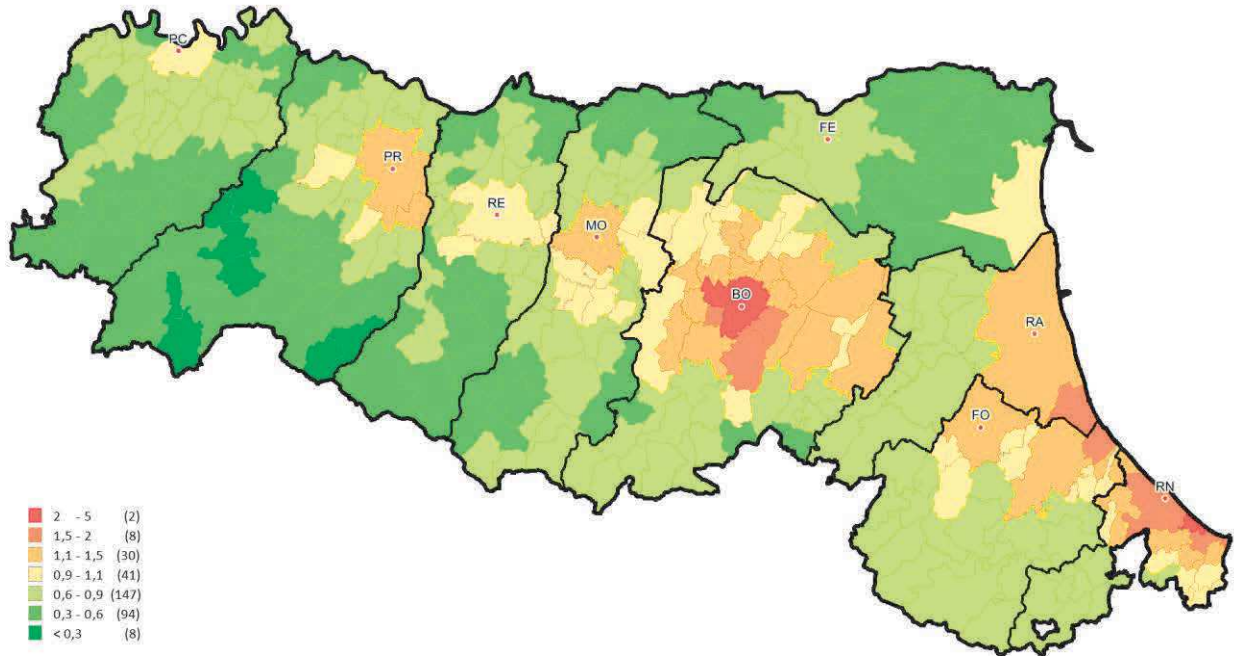 PC
FE
PR
RE
MO
BO
RA
FO
RN
2 - 5 (2)
1,5 - 2 (8)
1,1 - 1,5 (30)
0,9 - 1,1 (41)
0,6 - 0,9 (147)
0,3 - 0,6 (94)
< 0,3 (8)